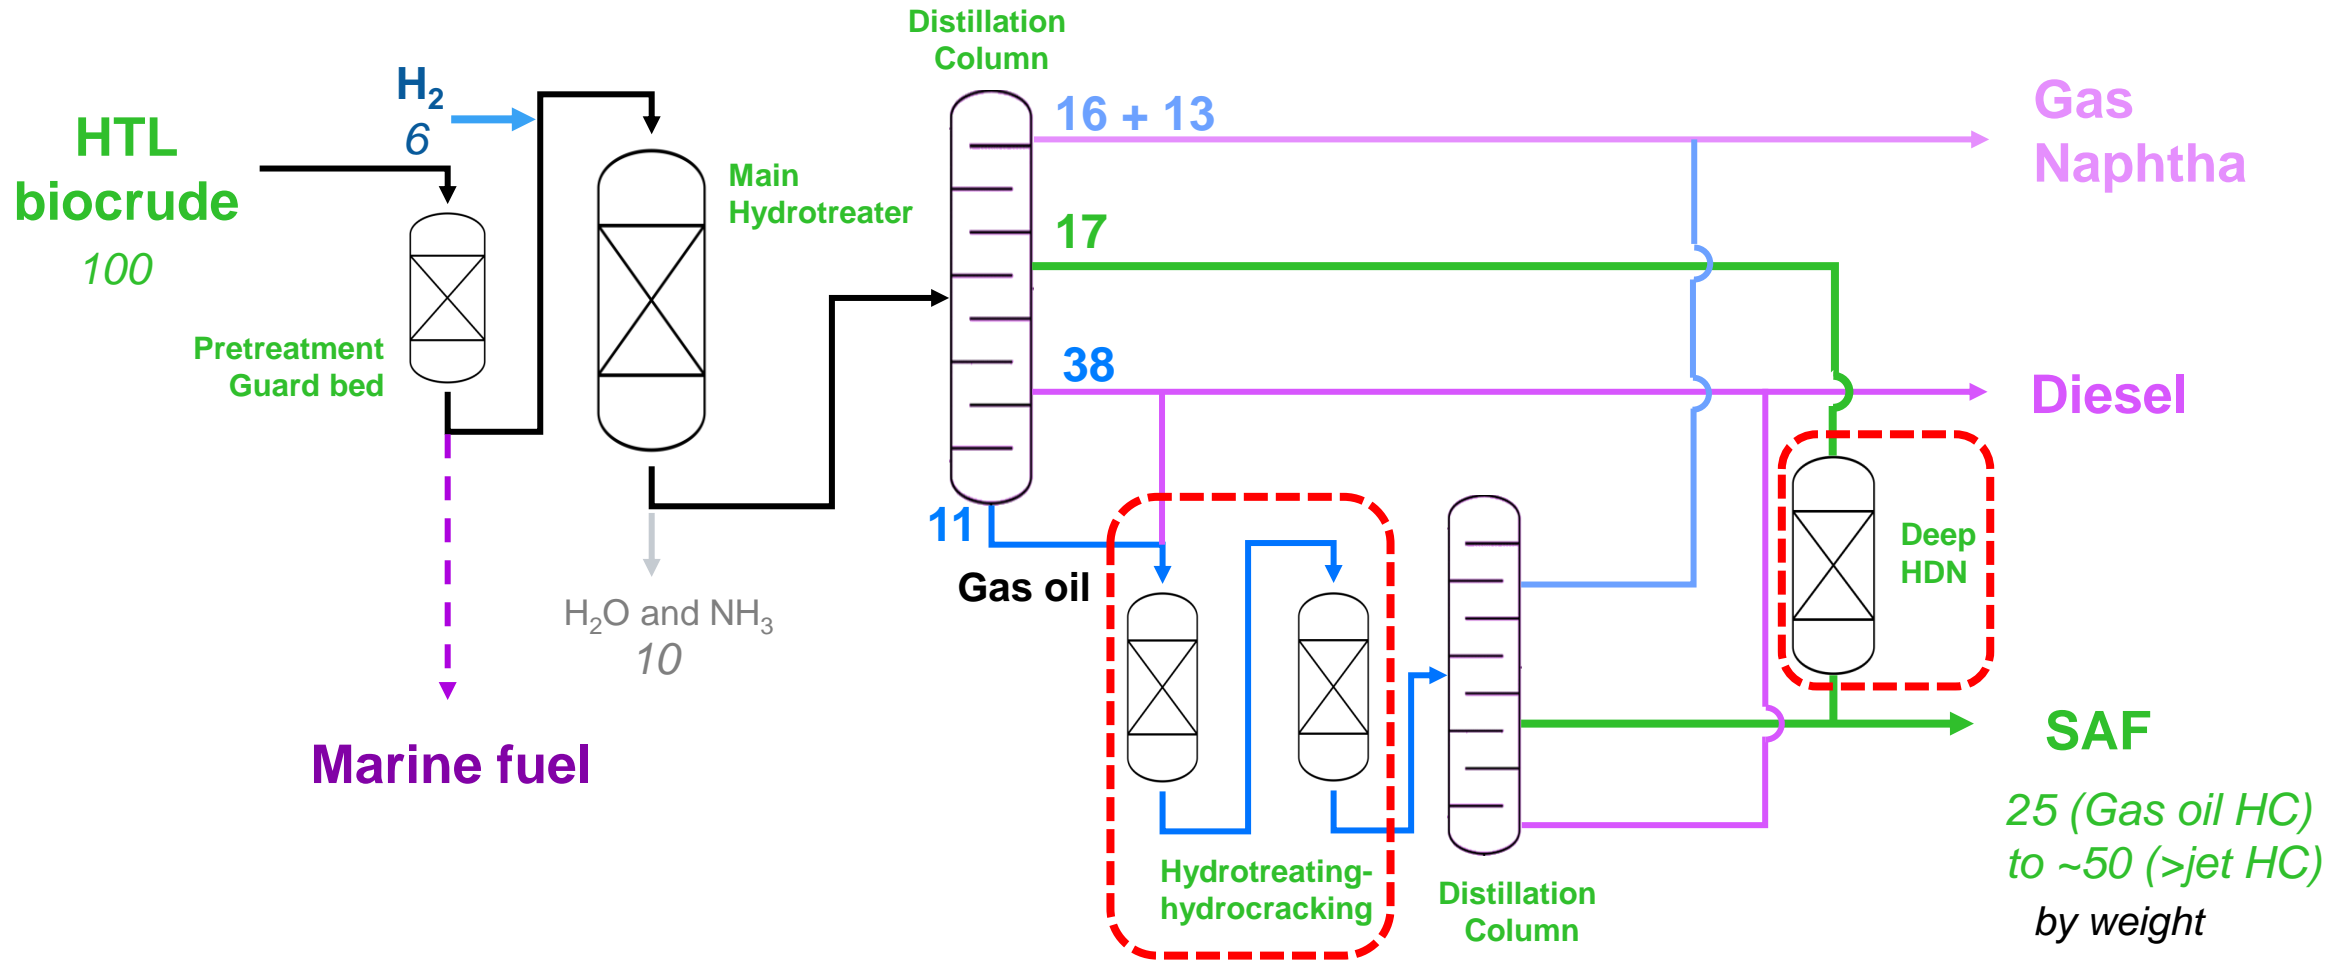 Distillation
Column
H2
6
HTL
biocrude
100
16 + 13
Gas
Naphtha
Main
Hydrotreater
17
Pretreatment
Guard bed
38
Diesel
11
Gas oil
Deep
HDN
H2O and NH3
10
Marine fuel
SAF
25 (Gas oil HC)
to ~50 (>jet HC)
by weight
Hydrotreating-
hydrocracking
Distillation
Column